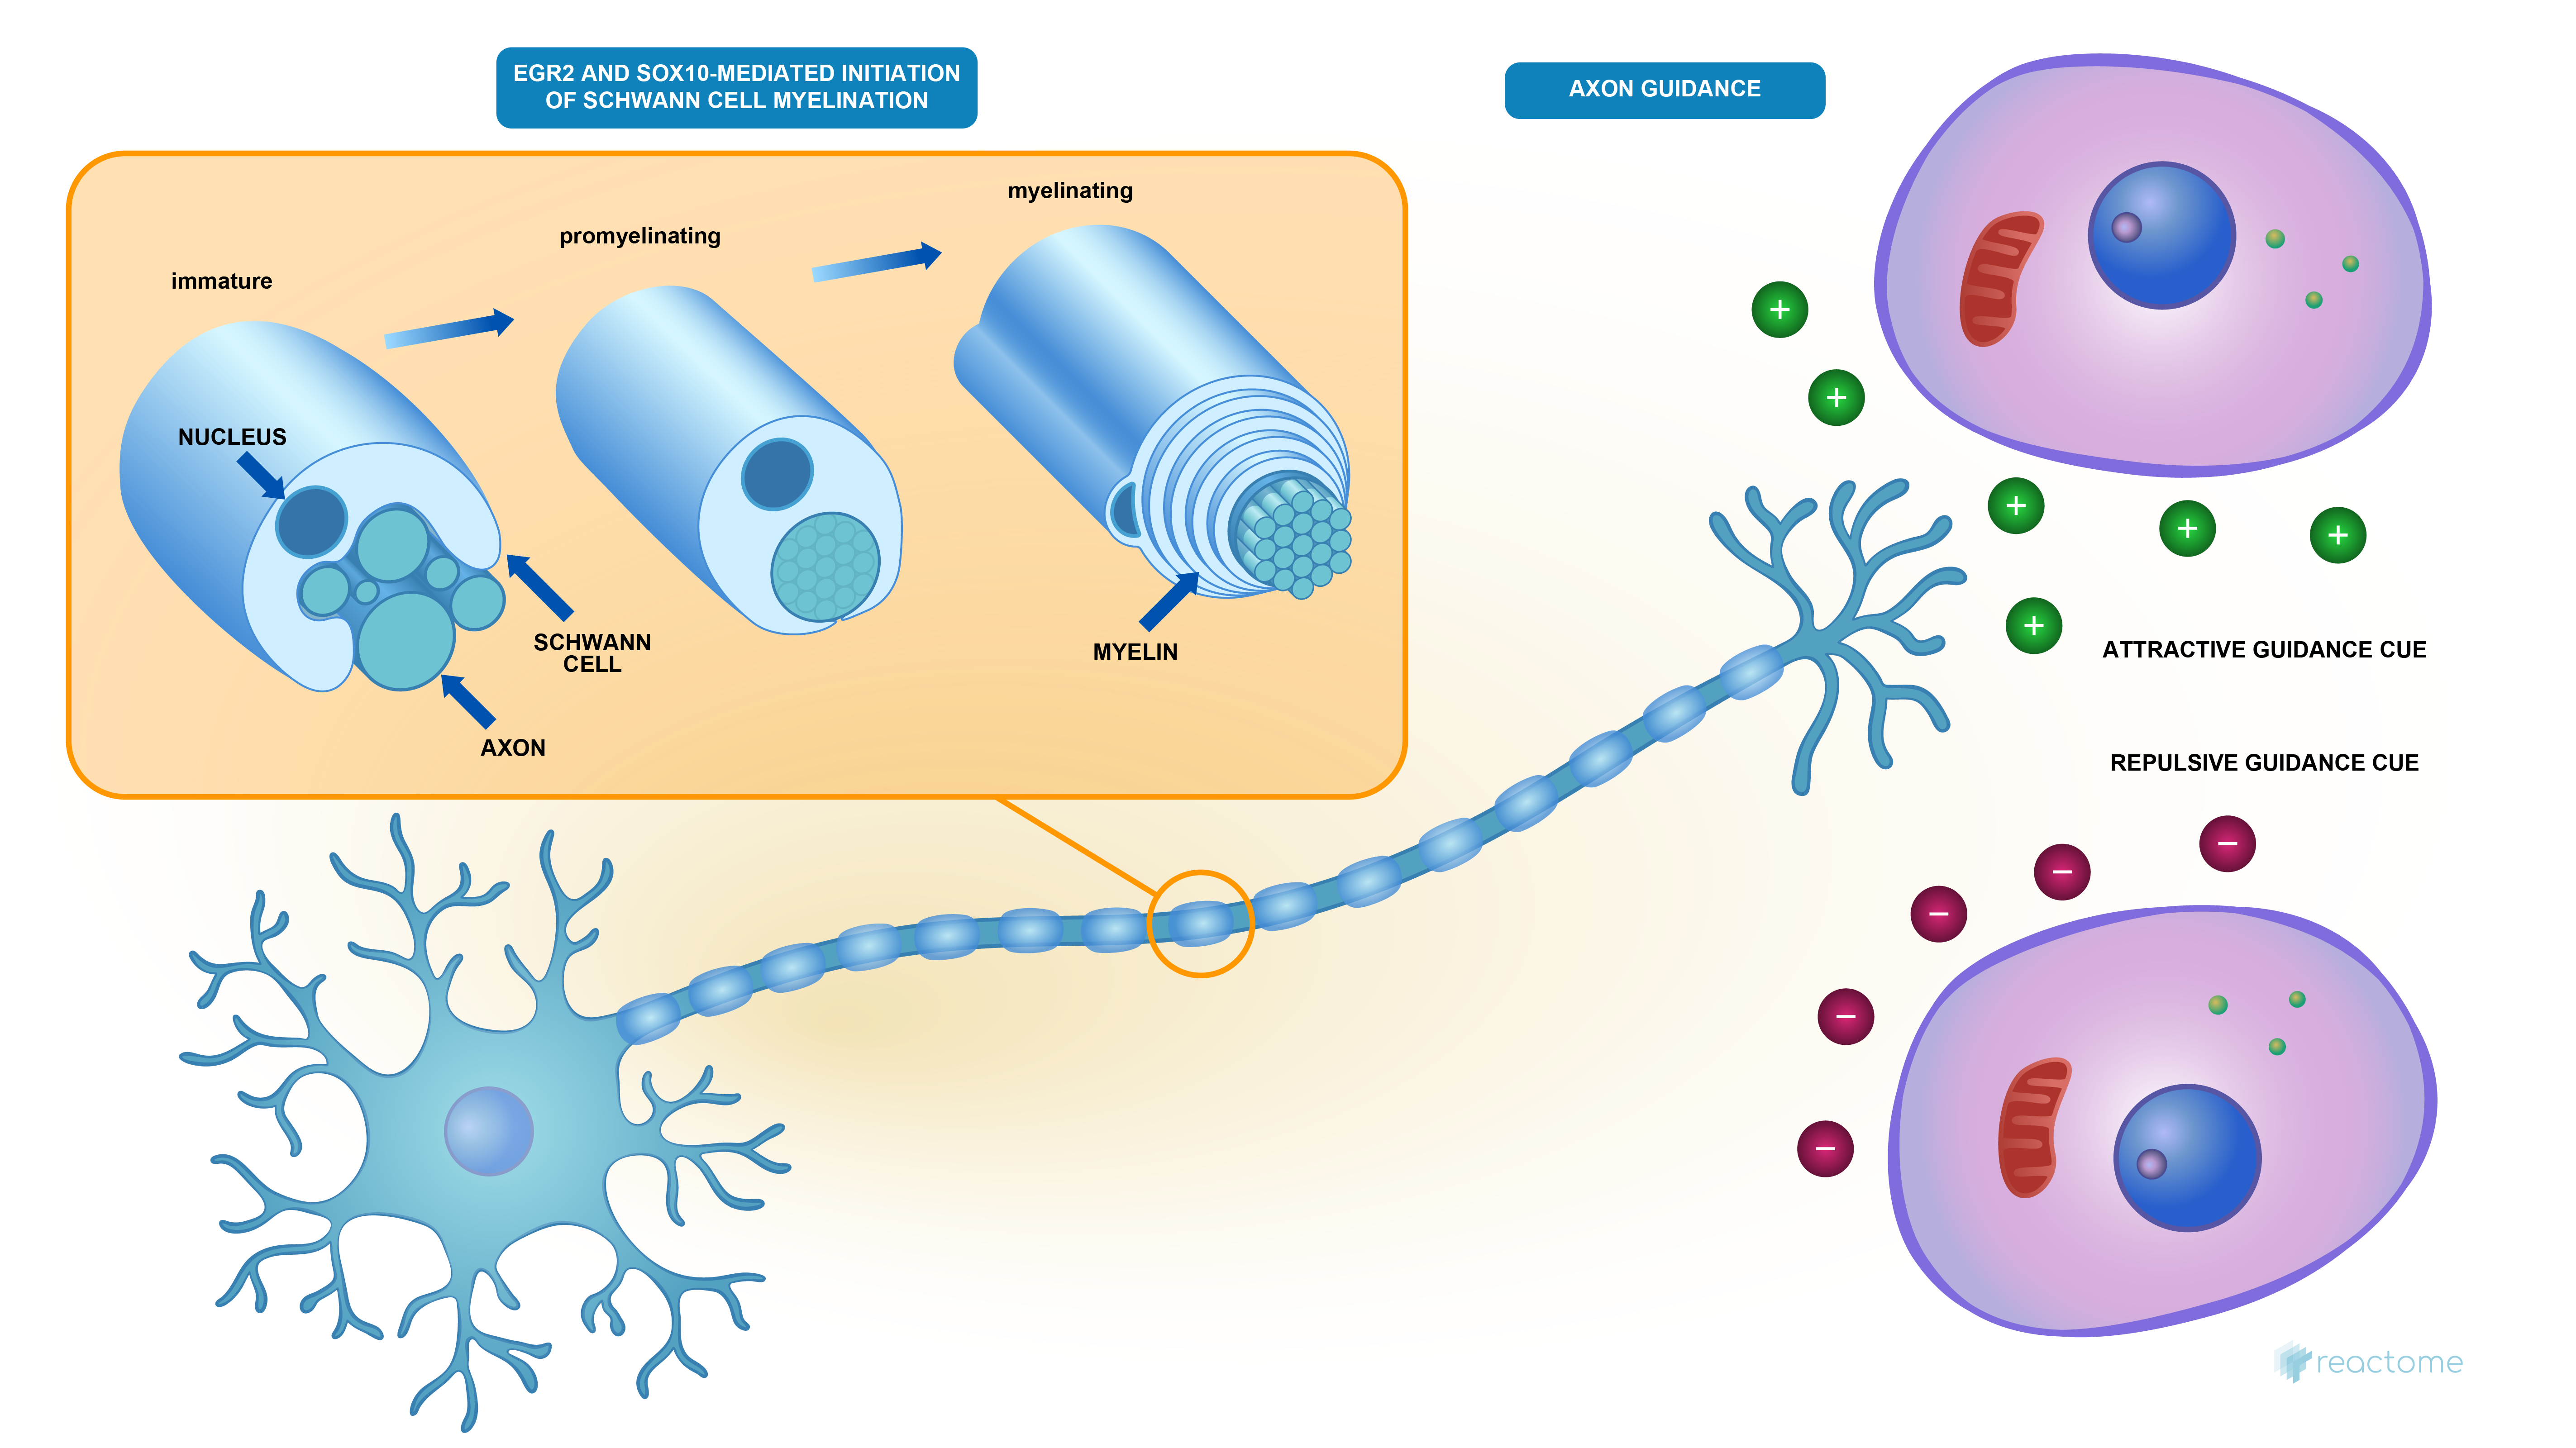 EGR2 AND SOX10-MEDIATED INITIATION
OF SCHWANN CELL MYELINATION
immature
promyelinating
myelinating
NUCLEUS
SCHWANN
CELL
AXON
MYELIN
AXON GUIDANCE
+
+
+
+
+
+
ATTRACTIVE GUIDANCE CUE
REPULSIVE GUIDANCE CUE
−
−
−
−
−
reactome